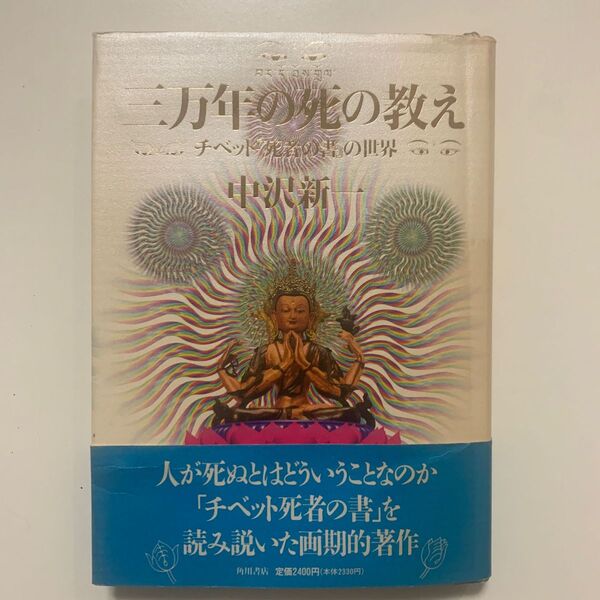 三万年の死の教え
チベット『死者の書』の世界
中沢新一
人が死ぬとはどういうことなのか
「チベット死者の書」を
読み説いた画期的著作
角川書店 定価2400円(本体2330円)